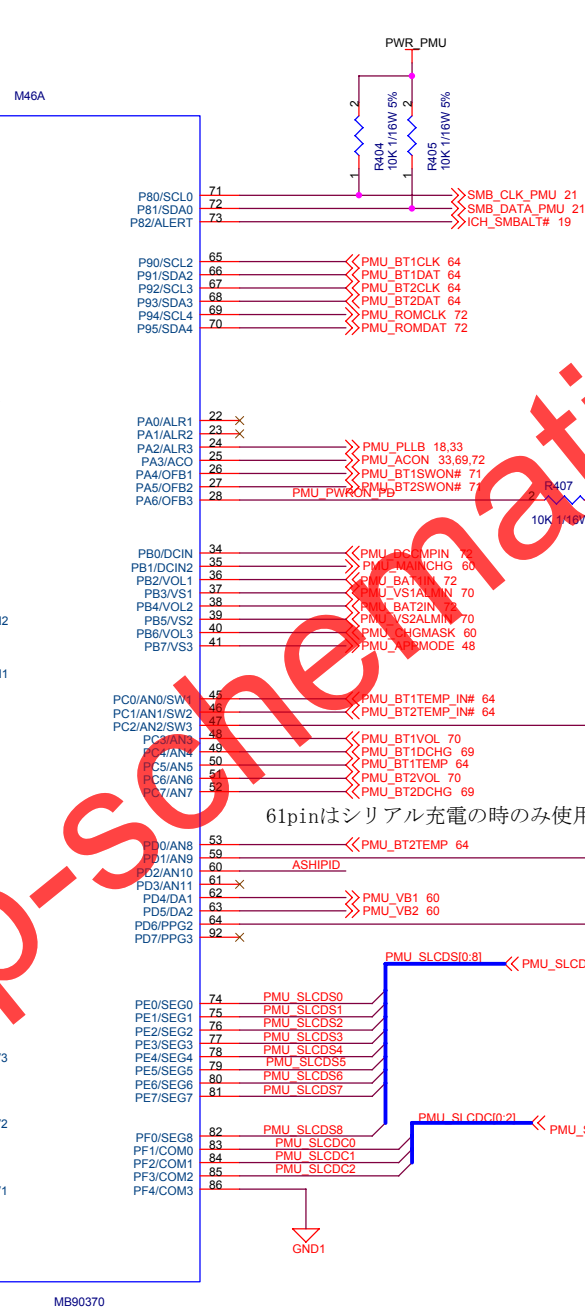 PWR_PMU
M46A
R404
10K 1/16W 5%
R405
10K 1/16W 5%
2
2
1
1
P80/SCL0 71 SMB_CLK_PMU 21
P81/SDA0 72 SMB_DATA_PMU 21
P82/ALERT 73 ICH_SMBALT# 19
P90/SCL2 65 PMU_BT1CLK 64
P91/SDA2 66 PMU_BT1DAT 64
P92/SCL3 67 PMU_BT2CLK 64
P93/SDA3 68 PMU_BT2DAT 64
P94/SCL4 69 PMU_ROMCLK 72
P95/SDA4 70 PMU_ROMDAT 72
PA0/ALR1 22
PA1/ALR2 23
PA2/ALR3 24 PMU_PLLB 18,33
PA3/ACO 25 PMU_ACON 33,69,72
PA4/OFB1 26 PMU_BT1SWON# 71
PA5/OFB2 27 PMU_BT2SWON# 71
PA6/OFB3 28 PMU_PWRON_PD 2 R407
10K 1/16W
PB0/DCIN 34 PMU_DCCMPIN 72
PB1/DCIN2 35 PMU_MAINCHG 60
PB2/VOL1 36 PMU_BAT1IN 72
PB3/VS1 37 PMU_VS1ALMIN 70
PB4/VOL2 38 PMU_BAT2IN 72
PB5/VS2 39 PMU_VS2ALMIN 70
PB6/VOL3 40 PMU_CHGMASK 60
PB7/VS3 41 PMU_APPMODE 48
PC0/AN0/SW1 45 PMU_BT1TEMP_IN# 64
PC1/AN1/SW2 46 PMU_BT2TEMP_IN# 64
PC2/AN2/SW3 47
PC3/AN3 48 PMU_BT1VOL 70
PC4/AN4 49 PMU_BT1DCHG 69
PC5/AN5 50 PMU_BT1TEMP 64
PC6/AN6 51 PMU_BT2VOL 70
PC7/AN7 52 PMU_BT2DCHG 69
61pinはシリアル充電の時のみ使用
PD0/AN8 53 PMU_BT2TEMP 64
PD1/AN9 59
PD2/AN10 60 ASHIPID
PD3/AN11 61
PD4/DA1 62 PMU_VB1 60
PD5/DA2 63 PMU_VB2 60
PD6/PPG2 64
PD7/PPG3 92
PMU_SLCDS[0:8] PMU_SLCD
PE0/SEG0 74 PMU_SLCDS0
PE1/SEG1 75 PMU_SLCDS1
PE2/SEG2 76 PMU_SLCDS2
PE3/SEG3 77 PMU_SLCDS3
PE4/SEG4 78 PMU_SLCDS4
PE5/SEG5 79 PMU_SLCDS5
PE6/SEG6 80 PMU_SLCDS6
PE7/SEG7 81 PMU_SLCDS7
PMU_SLCDC[0:2]
PF0/SEG8 82 PMU_SLCDS8
PF1/COM0 83 PMU_SLCDC0
PF2/COM1 84 PMU_SLCDC1
PF3/COM2 85 PMU_SLCDC2
PF4/COM3 86
GND1
MB90370
p-schemati